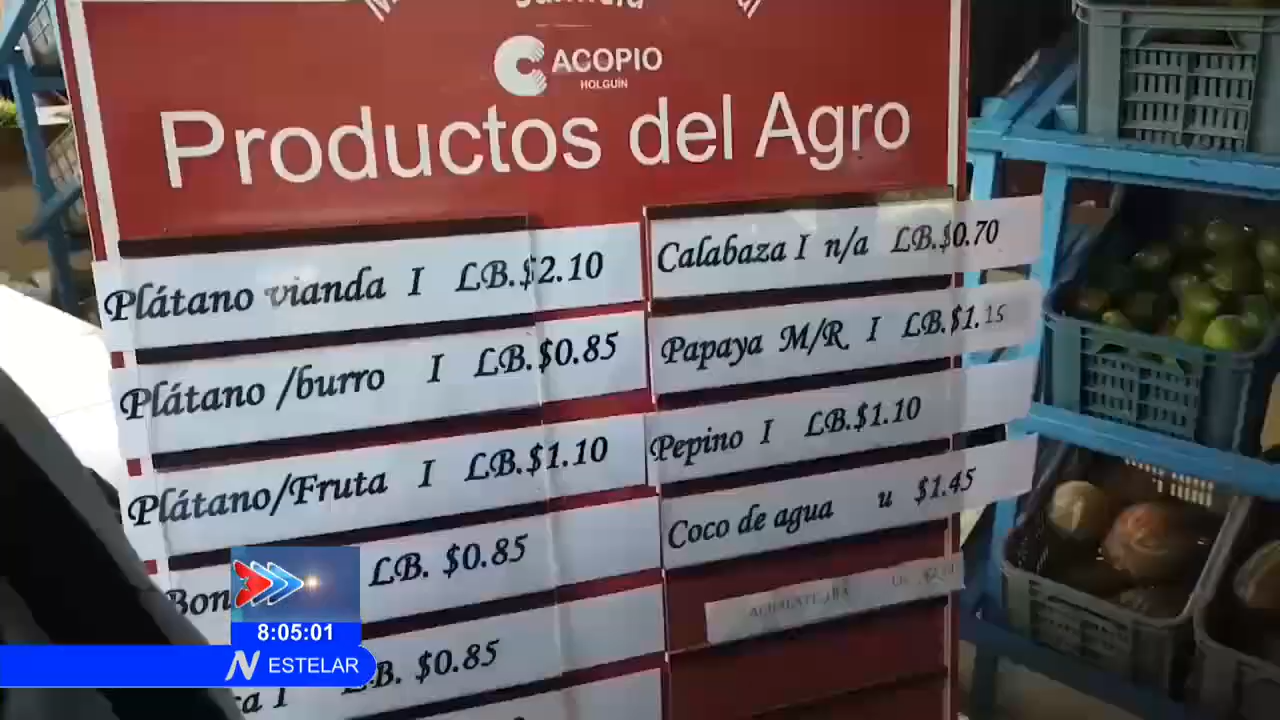 ACOPIO
HOLGUÍN
Productos del Agro
Plátano vianda I LB.$2.10
Plátano /burro I LB.$0.85
Plátano/Fruta I LB.$1.10
Bon LB. $0.85
I LB. $0.85
Calabaza I n/a LB.$0.70
Papaya M/R I LB.$1.15
Pepino I LB.$1.10
Coco de agua u $1.45
8:05:01
N ESTELAR